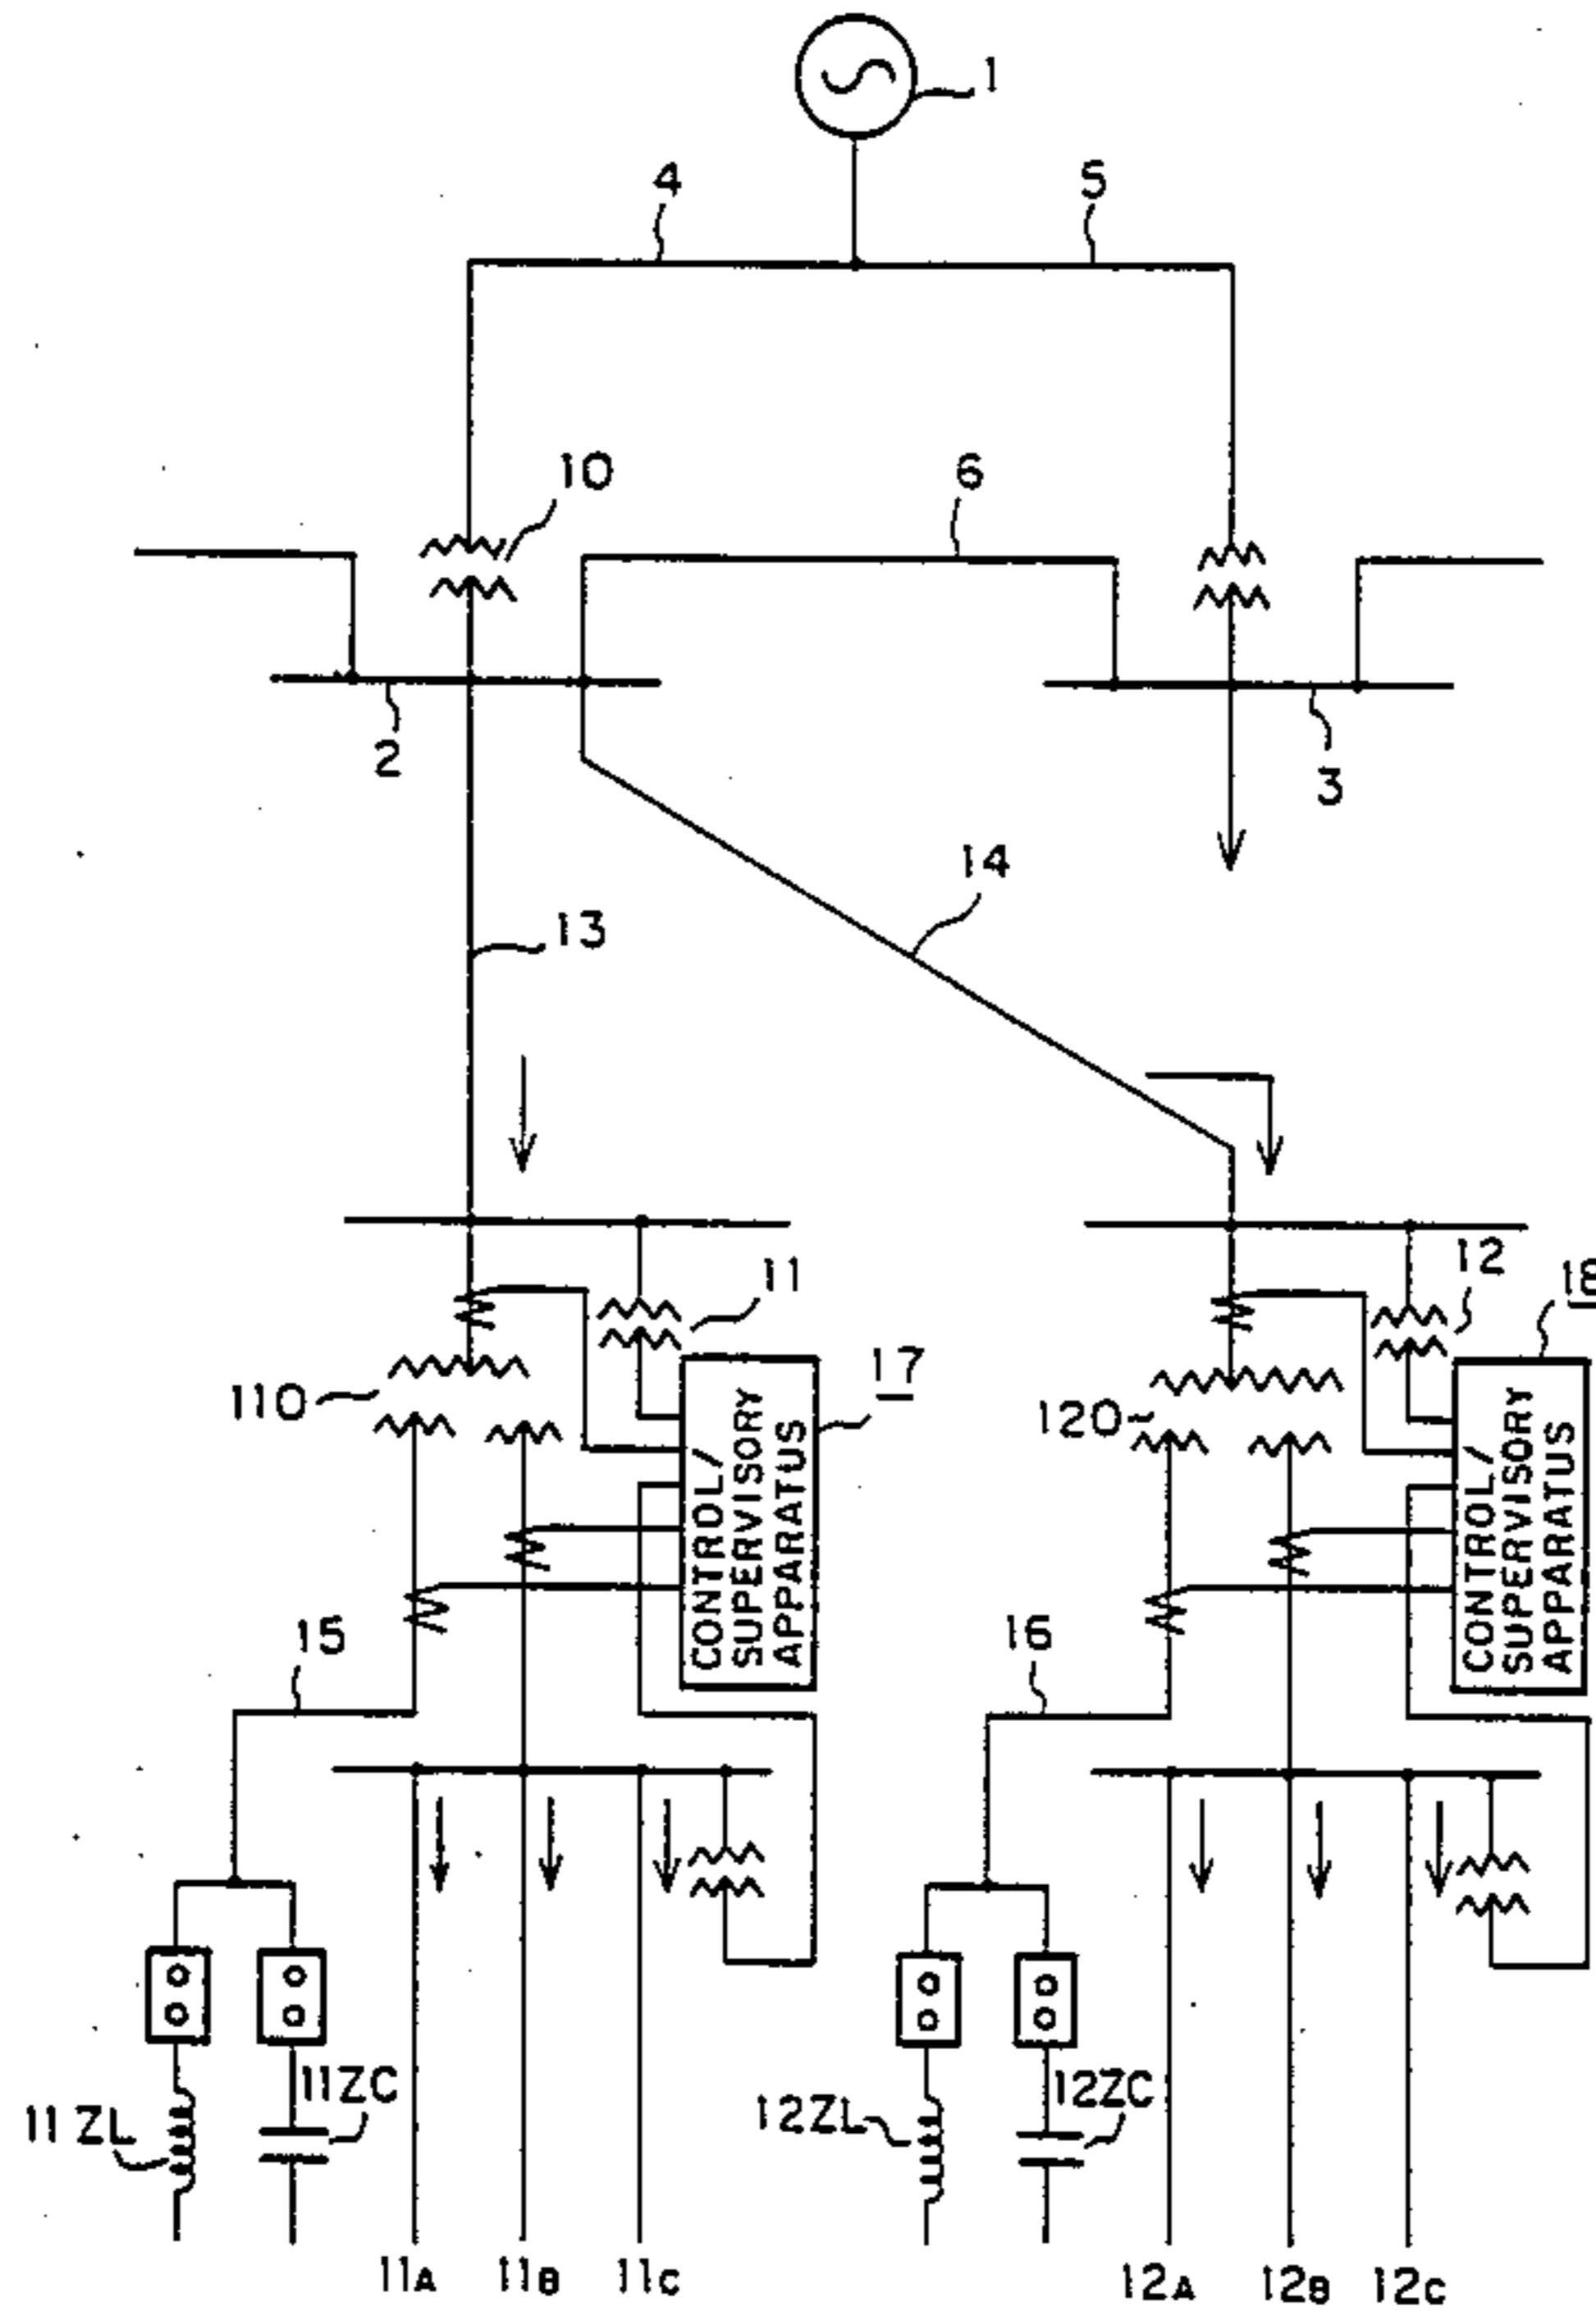 1
4
5
10
6
2
3
14
13
11
12
18
17
110
120
CONTROL/
SUPERVISORY
APPARATUS
CONTROL/
SUPERVISORY
APPARATUS
15
16
11ZC
12ZC
11ZL
12ZL
11A
11B
11C
12A
12B
12C